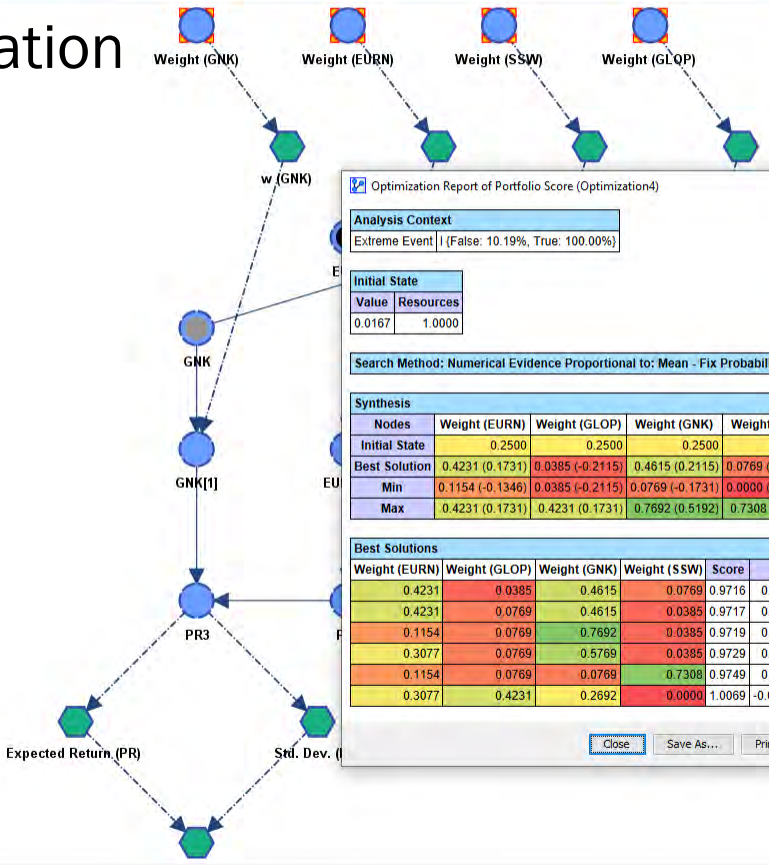 ation
Weight (GNK) Weight (EURN) Weight (SSW) Weight (GLOP)
w (GNK)
Optimization Report of Portfolio Score (Optimization4)
Analysis Context
Extreme Event I {False: 10.19%, True: 100.00%}
E
Initial State
Value Resources
0.0167 1.0000
GNK
Search Method: Numerical Evidence Proportional to: Mean - Fix Probabil
Synthesis
Nodes Weight (EURN) Weight (GLOP) Weight (GNK) Weight
Initial State 0.2500 0.2500 0.2500
Best Solution 0.4231 (0.1731) 0.0385 (-0.2115) 0.4615 (0.2115) 0.0769 (
Min 0.1154 (-0.1346) 0.0385 (-0.2115) 0.0769 (-0.1731) 0.0000 (
Max 0.4231 (0.1731) 0.4231 (0.1731) 0.7692 (0.5192) 0.7308
GNK[1] EU
Best Solutions
Weight (EURN) Weight (GLOP) Weight (GNK) Weight (SSW) Score
0.4231 0.0385 0.4615 0.0769 0.9716 0.
0.4231 0.0769 0.4615 0.0385 0.9717 0.
0.1154 0.0769 0.7692 0.0385 0.9719 0.
0.3077 0.0769 0.5769 0.0385 0.9729 0.
0.1154 0.0769 0.0769 0.7308 0.9749 0.
0.3077 0.4231 0.2692 0.0000 1.0069 -0.
PR3 P
Close Save As... Prin
Expected Return (PR) Std. Dev. (